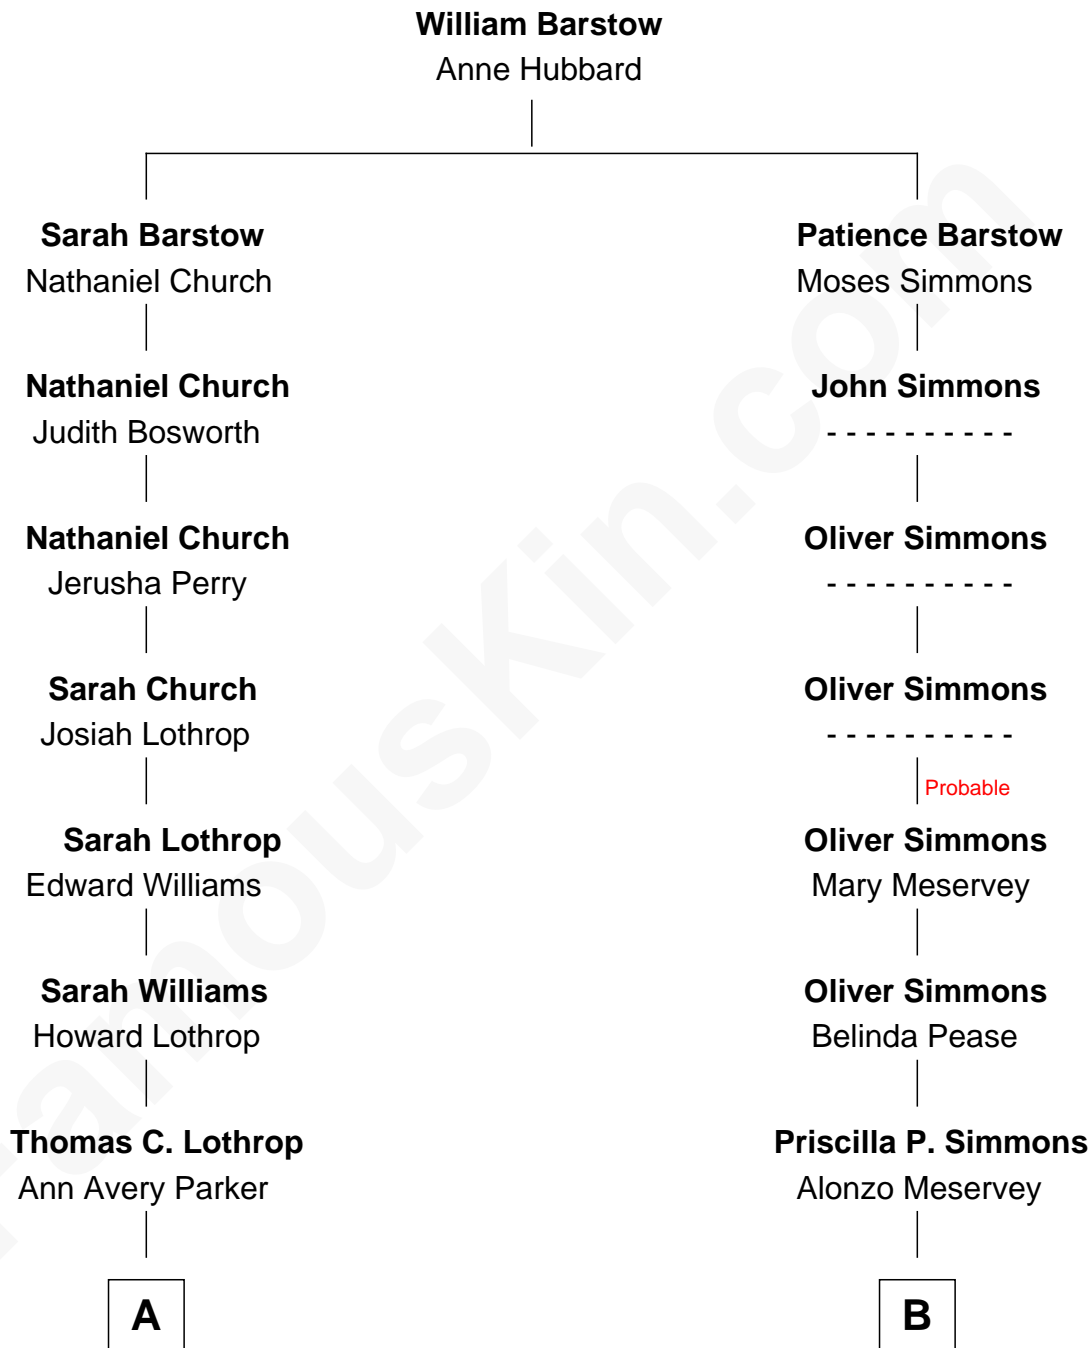 William Barstow
Anne Hubbard
Sarah Barstow
Nathaniel Church
Nathaniel Church
Judith Bosworth
Nathaniel Church
Jerusha Perry
Sarah Church
Josiah Lothrop
Sarah Lothrop
Edward Williams
Sarah Williams
Howard Lothrop
Thomas C. Lothrop
Ann Avery Parker
A
Patience Barstow
Moses Simmons
John Simmons
- - - - - - - - - -
Oliver Simmons
- - - - - - - - - -
Oliver Simmons
- - - - - - - - - -
Probable
Oliver Simmons
Mary Meservey
Oliver Simmons
Belinda Pease
Priscilla P. Simmons
Alonzo Meservey
B
FamousKin.com